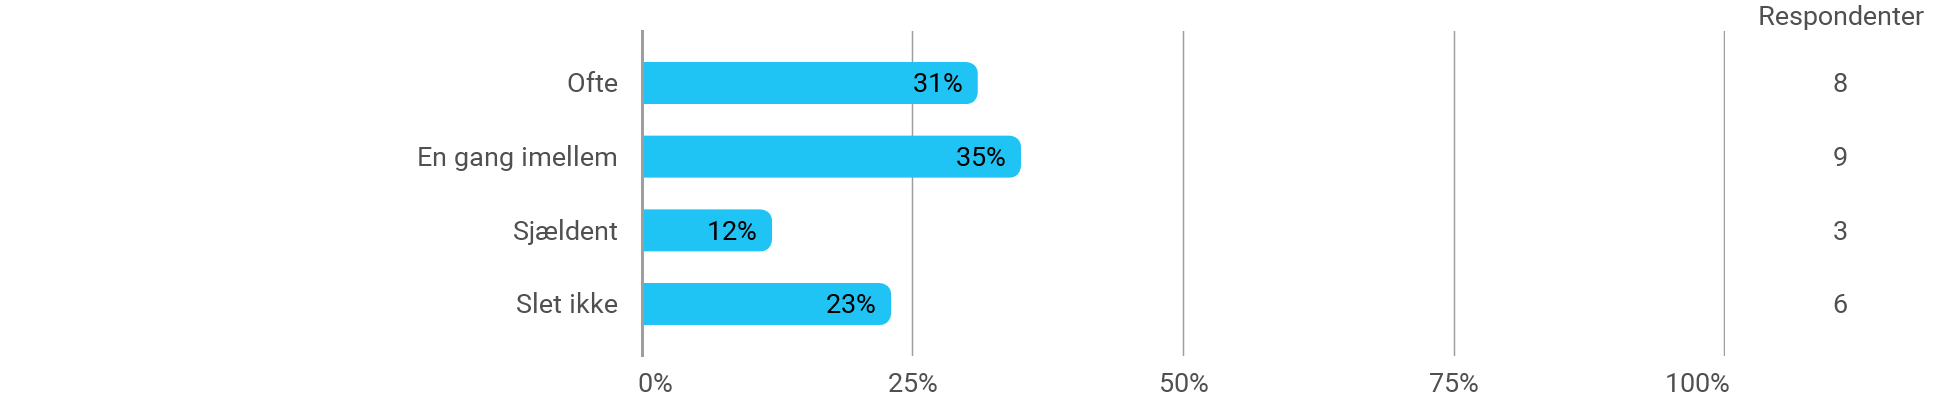 Respondenter
Ofte 31% 8
En gang imellem 35% 9
Sjældent 12% 3
Slet ikke 23% 6
0% 25% 50% 75% 100%